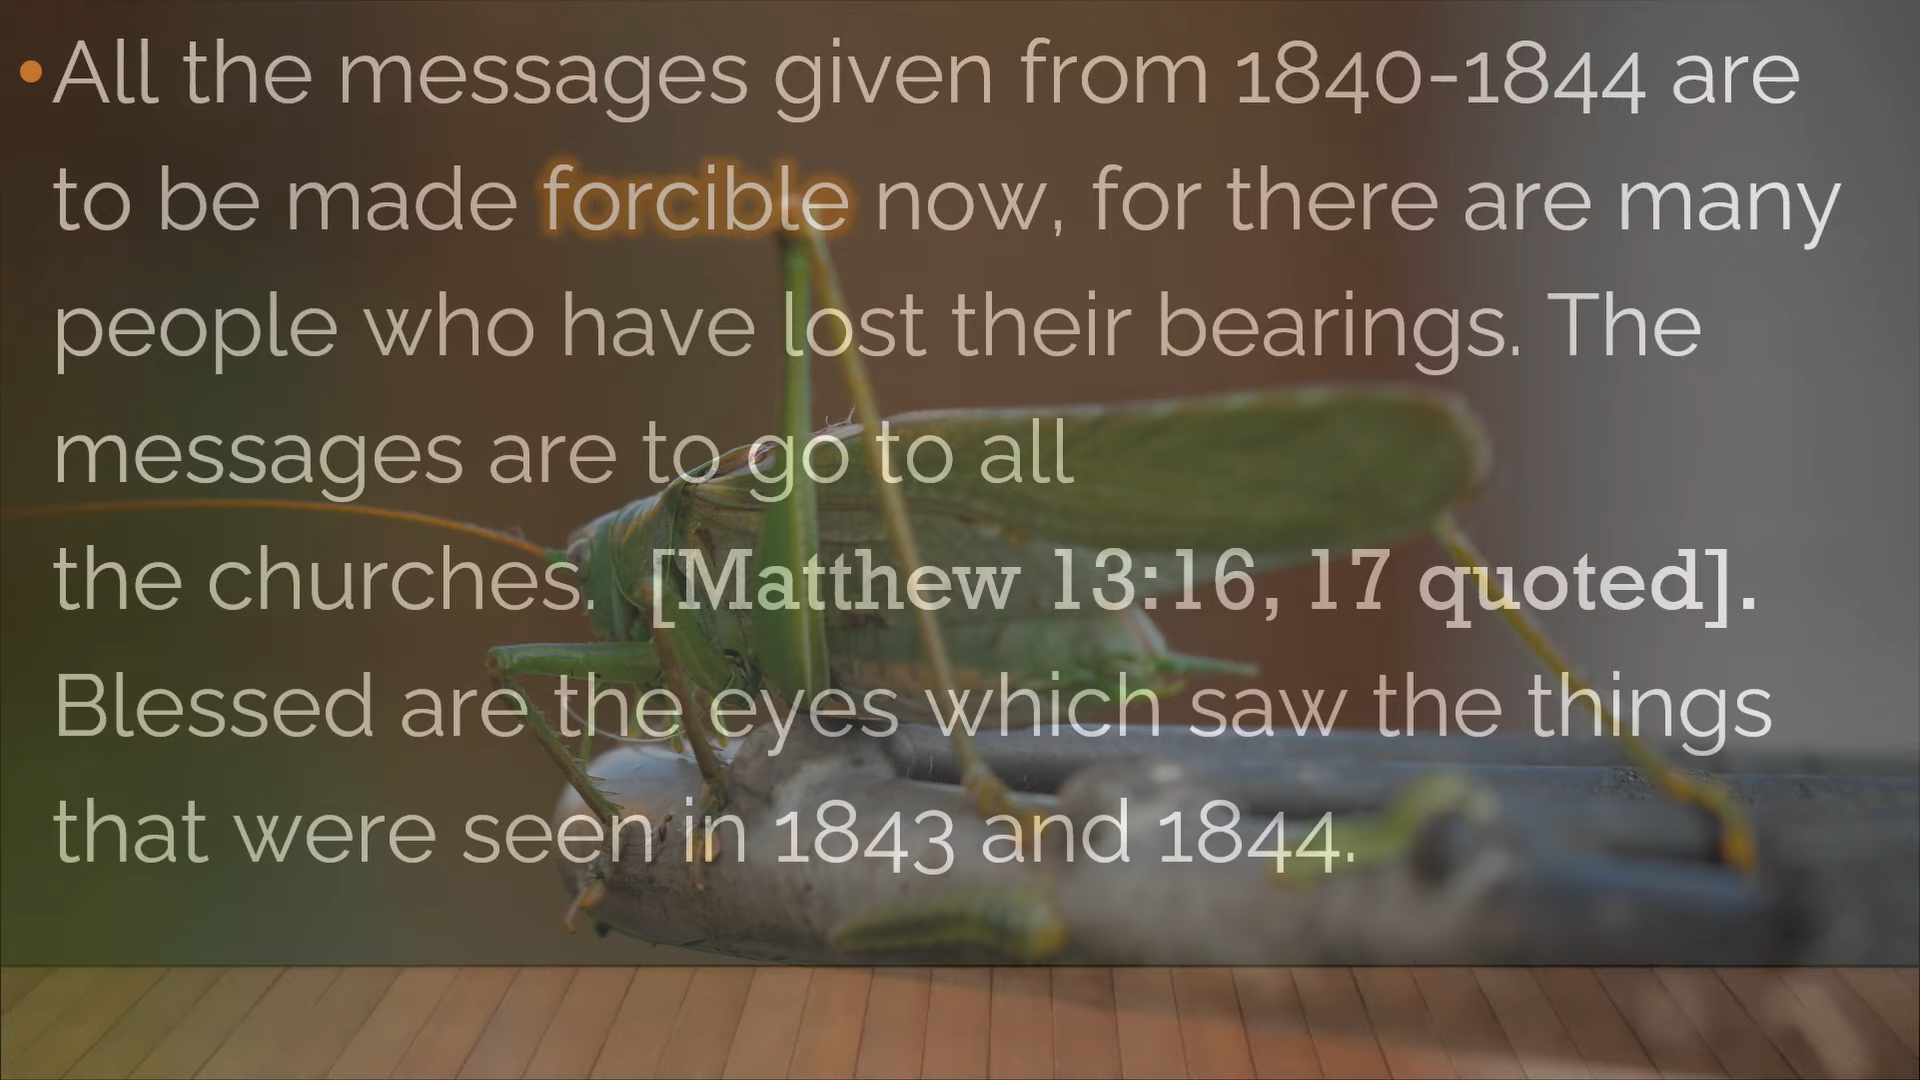 •All the messages given from 1840-1844 are
to be made forcible now, for there are many
people who have lost their bearings. The
messages are to go to all
the churches. [Matthew 13:16, 17 quoted].
Blessed are the eyes which saw the things
that were seen in 1843 and 1844.